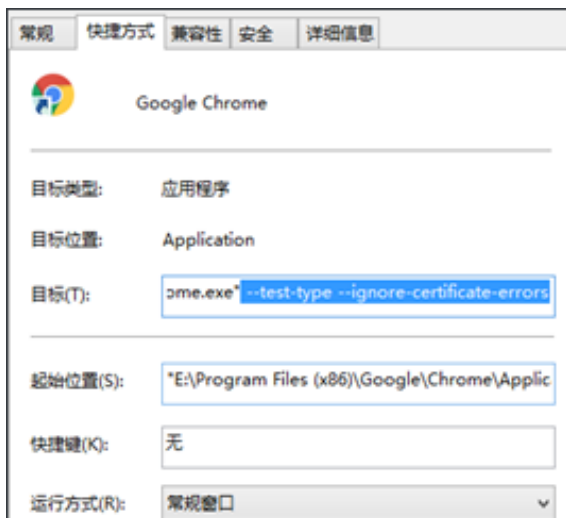 常规 快捷方式 兼容性 安全 详细信息
Google Chrome
目标类型: 应用程序
目标位置: Application
目标(T): ome.exe" --test-type --ignore-certificate-errors
起始位置(S): "E:\Program Files (x86)\Google\Chrome\Applic
快捷键(K): 无
运行方式(R): 常规窗口